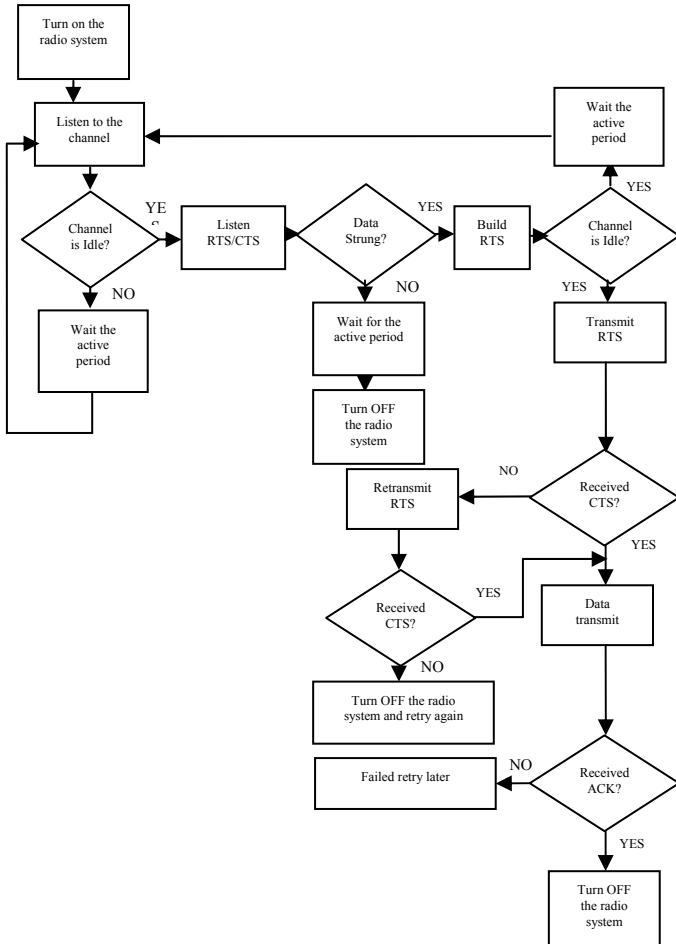 Turn on the
radio system
Listen to the
channel
Wait the
active
period
YES
Channel
is Idle?
YE
S
Listen
RTS/CTS
Data
Strung?
YES
Build
RTS
Channel
is Idle?
NO
Wait the
active
period
NO
Wait for the
active period
YES
Transmit
RTS
Turn OFF
the radio
system
NO
Retransmit
RTS
Received
CTS?
YES
Received
CTS?
YES
Data
transmit
NO
Turn OFF the radio
system and retry again
Failed retry later
NO
Received
ACK?
YES
Turn OFF
the radio
system